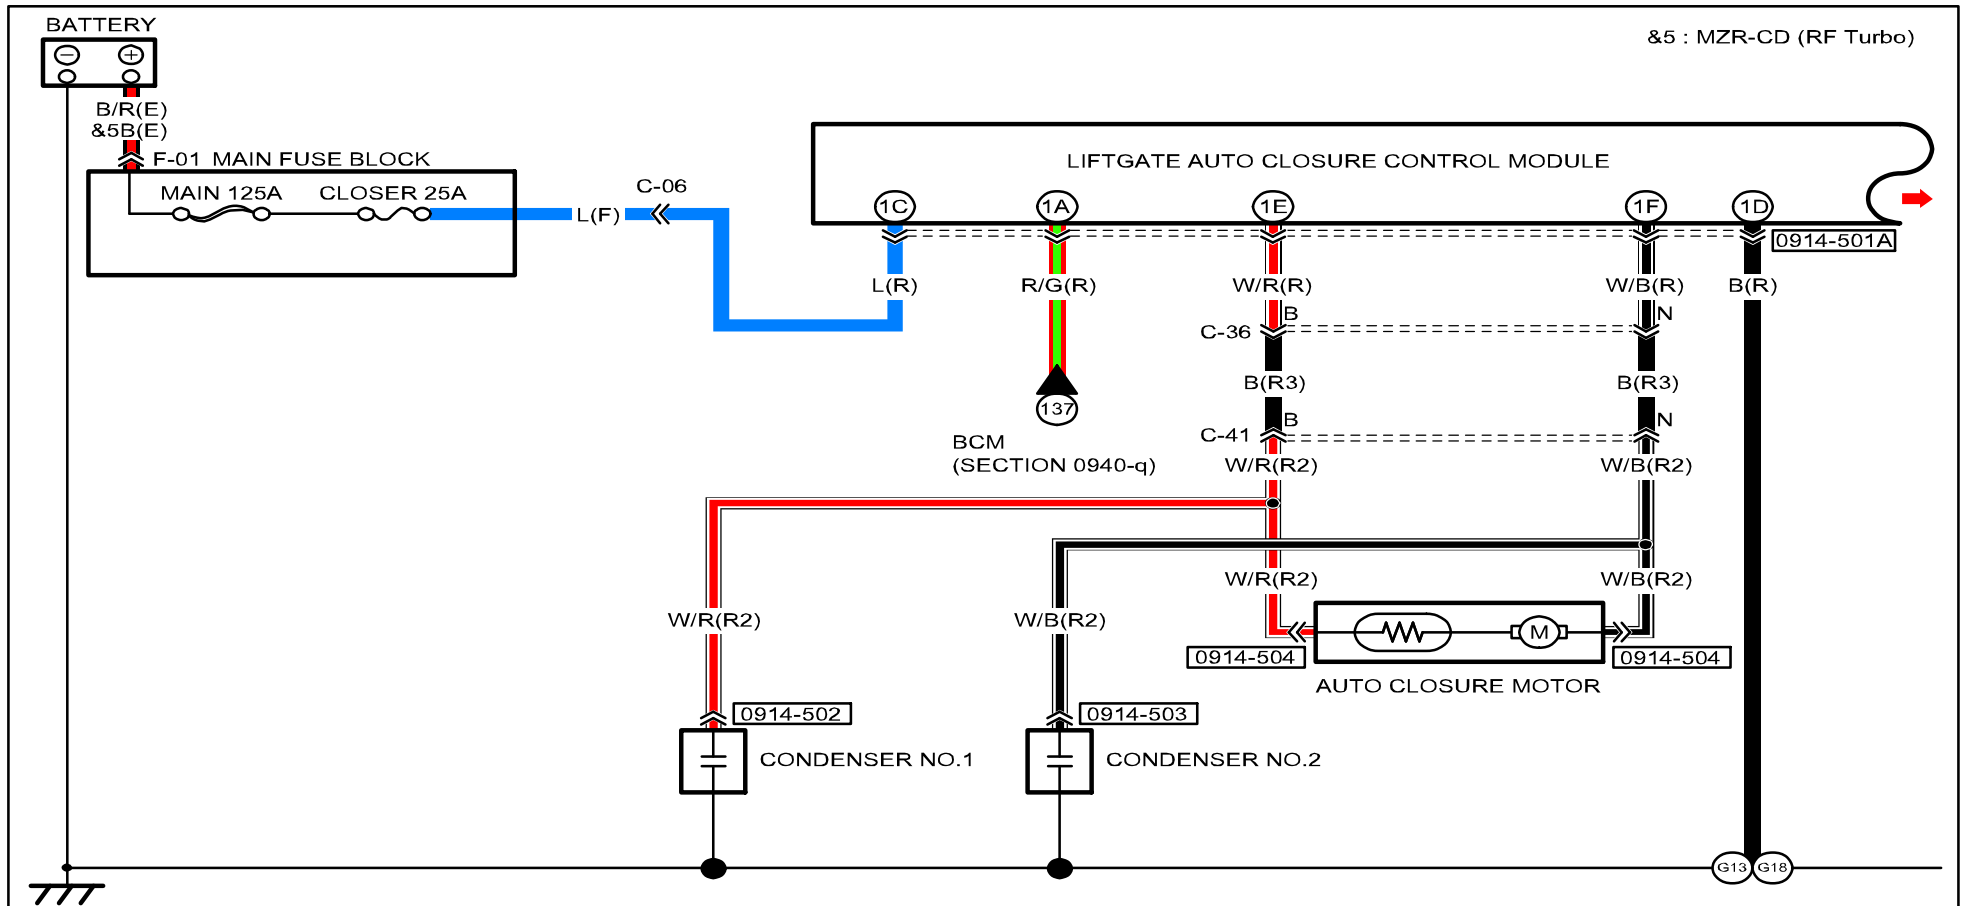 BATTERY
&5 : MZR-CD (RF Turbo)
− +
B/R(E)
&5B(E)
F-01 MAIN FUSE BLOCK
MAIN 125A CLOSER 25A
L(F)
C-06
LIFTGATE AUTO CLOSURE CONTROL MODULE
1C 1A 1E 1F 1D
0914-501A
L(R) R/G(R) W/R(R) W/B(R) B(R)
B N
C-36
B(R3) B(R3)
B N
C-41
137
BCM
(SECTION 0940-q)
W/R(R2) W/B(R2)
W/R(R2) W/B(R2)
W/R(R2) W/B(R2)
M
0914-504 0914-504
AUTO CLOSURE MOTOR
0914-502 0914-503
CONDENSER NO.1 CONDENSER NO.2
G13 G18